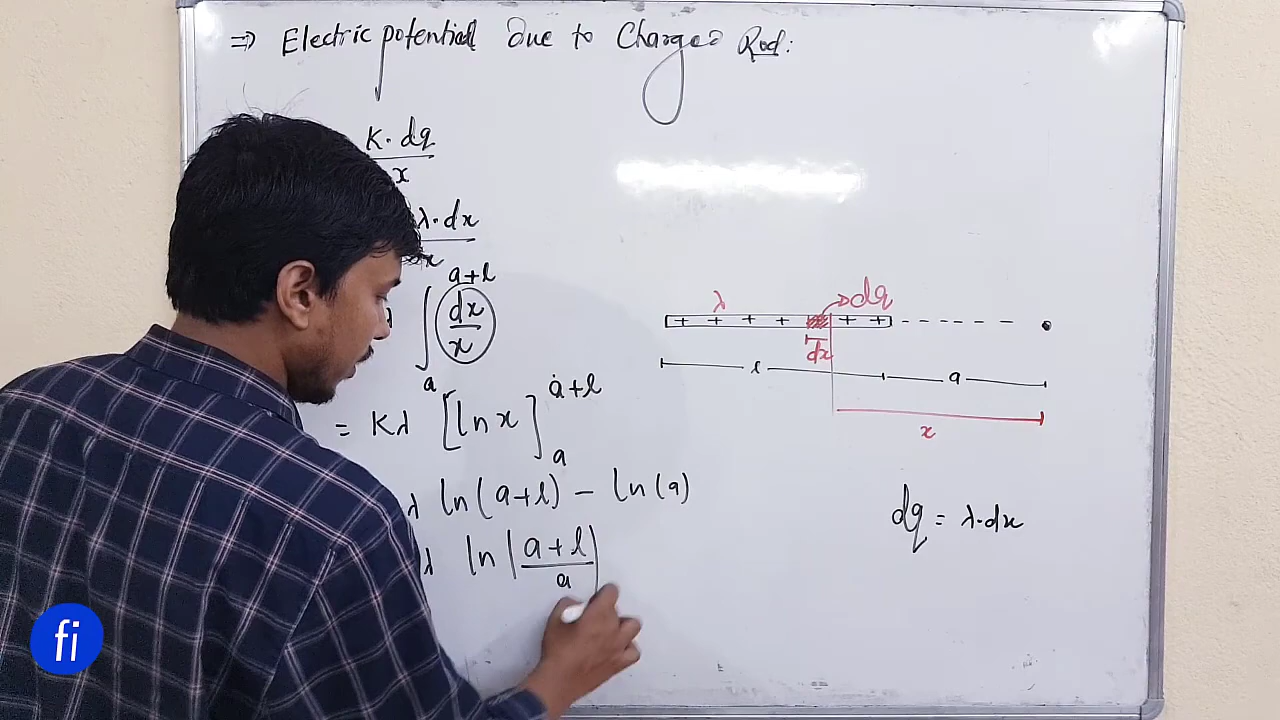 ⇒ Electric potential Due to Charged Rod:
K·dq
x
λ·dx
x
a+l
∫ dx
x
a
= Kλ [ln x]
a+l
a
λ ln(a+l) − ln(a)
λ ln |a+l|
a
λ
dq
+ + + + + +
dx
l
a
x
dq = λ·dx
fi